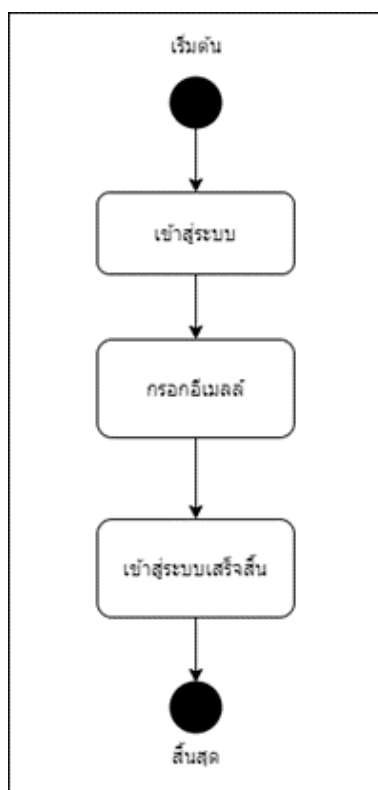 เริ่มต้น
เข้าสู่ระบบ
กรอกอีเมลล์
เข้าสู่ระบบเสร็จสิ้น
สิ้นสุด